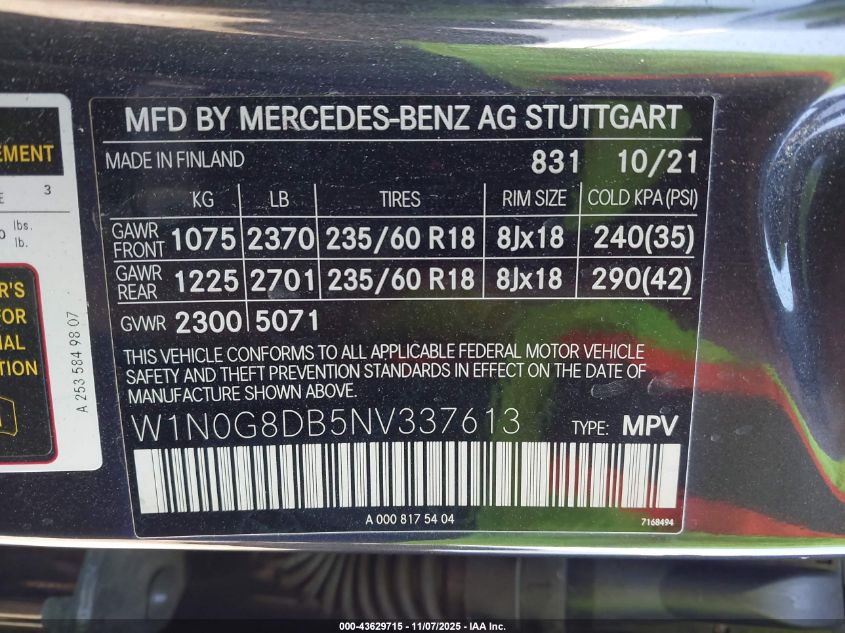 MFD BY MERCEDES-BENZ AG STUTTGART
MADE IN FINLAND 831 10/21
KG LB TIRES RIM SIZE COLD KPA (PSI)
GAWR FRONT 1075 2370 235/60 R18 8Jx18 240(35)
GAWR REAR 1225 2701 235/60 R18 8Jx18 290(42)
GVWR 2300 5071
THIS VEHICLE CONFORMS TO ALL APPLICABLE FEDERAL MOTOR VEHICLE
SAFETY AND THEFT PREVENTION STANDARDS IN EFFECT ON THE DATE OF
MANUFACTURE SHOWN ABOVE.
W1N0G8DB5NV337613 TYPE: MPV
A 000 817 54 04
7168494
3
lbs.
lb.
FOR
A 253 584 98 07
000-43629715 - 11/07/2025 - IAA Inc.